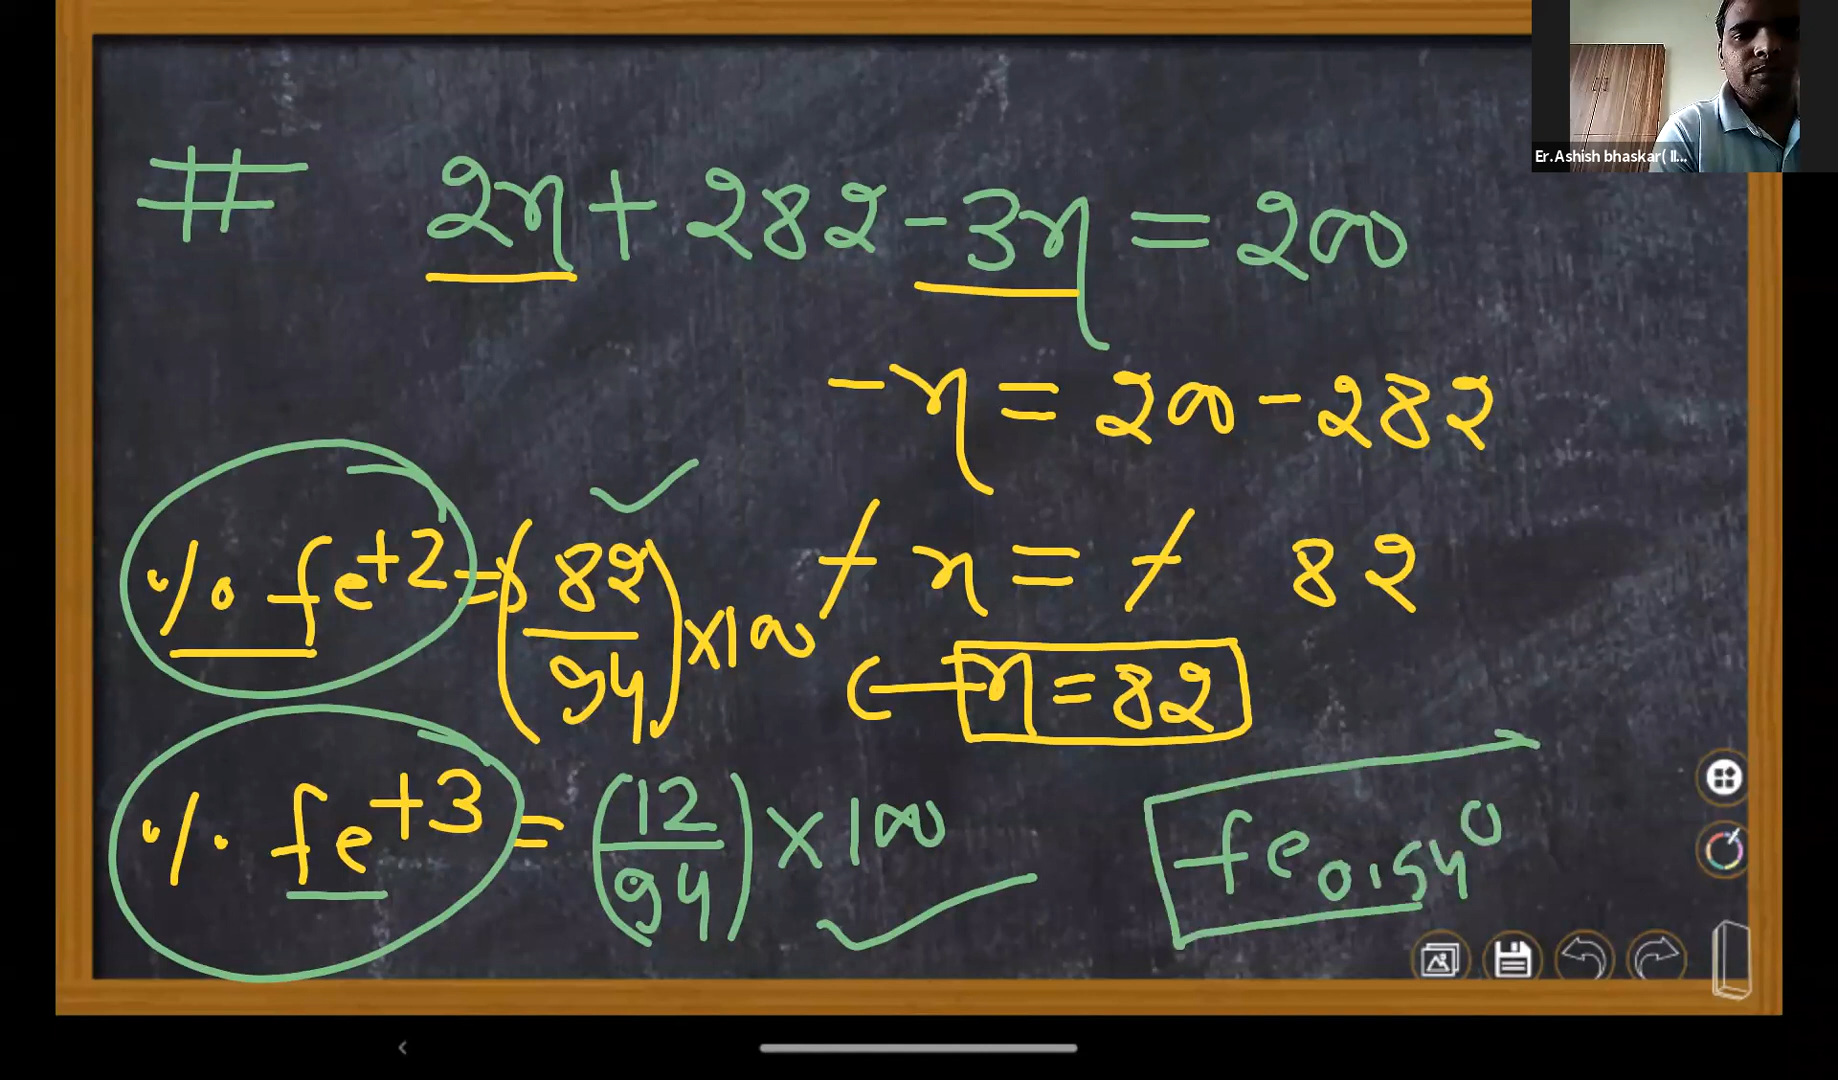 Er.Ashish bhaskar( II...
# 2x + 282 - 3x = 200
-x = 200 - 282
% fe+2 = (82/94) ×100
- x = - 82
x = 82
% fe+3 = (12/94) × 100
fe0.94O